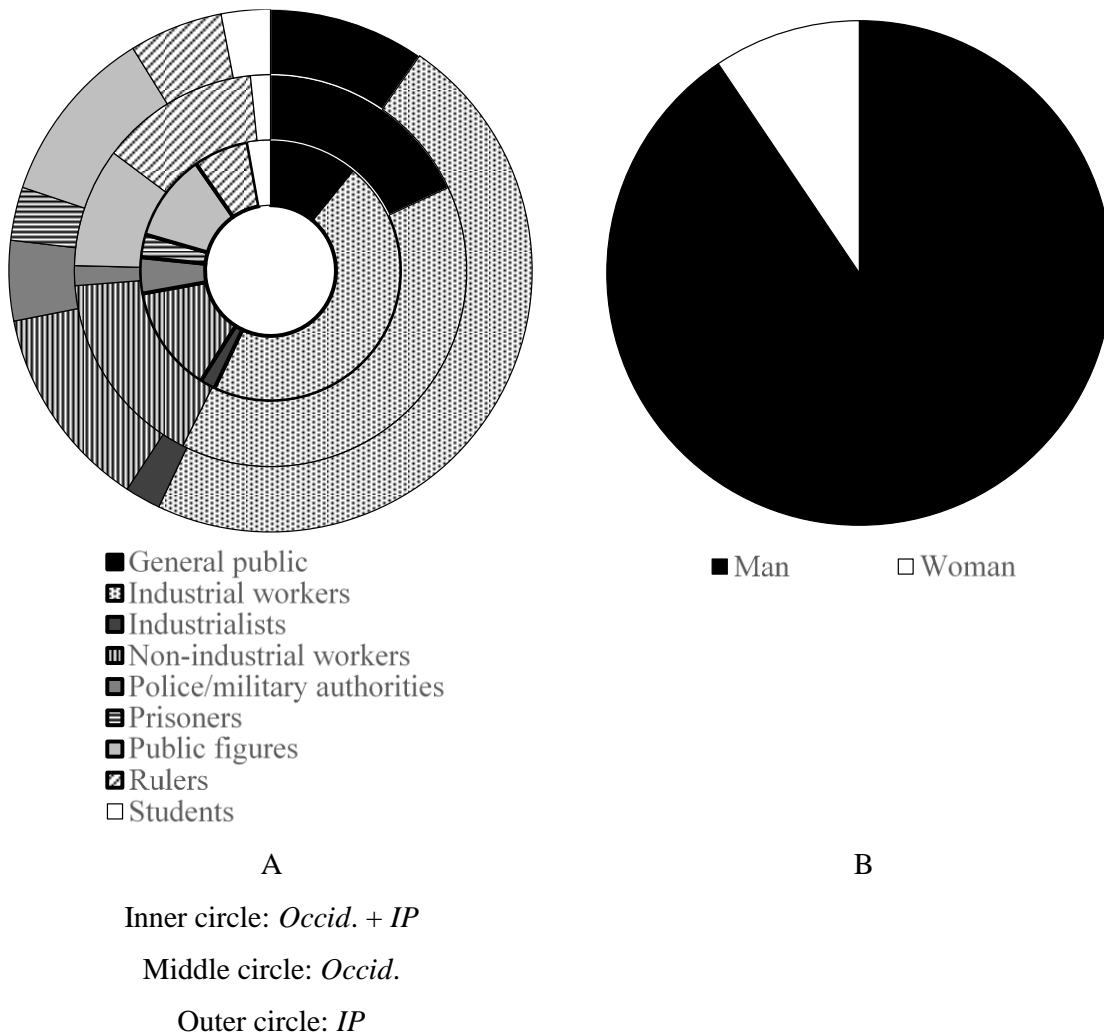 General public
Industrial workers
Industrialists
Non-industrial workers
Police/military authorities
Prisoners
Public figures
Rulers
Students
Man Woman
A B
Inner circle: Occid. + IP
Middle circle: Occid.
Outer circle: IP